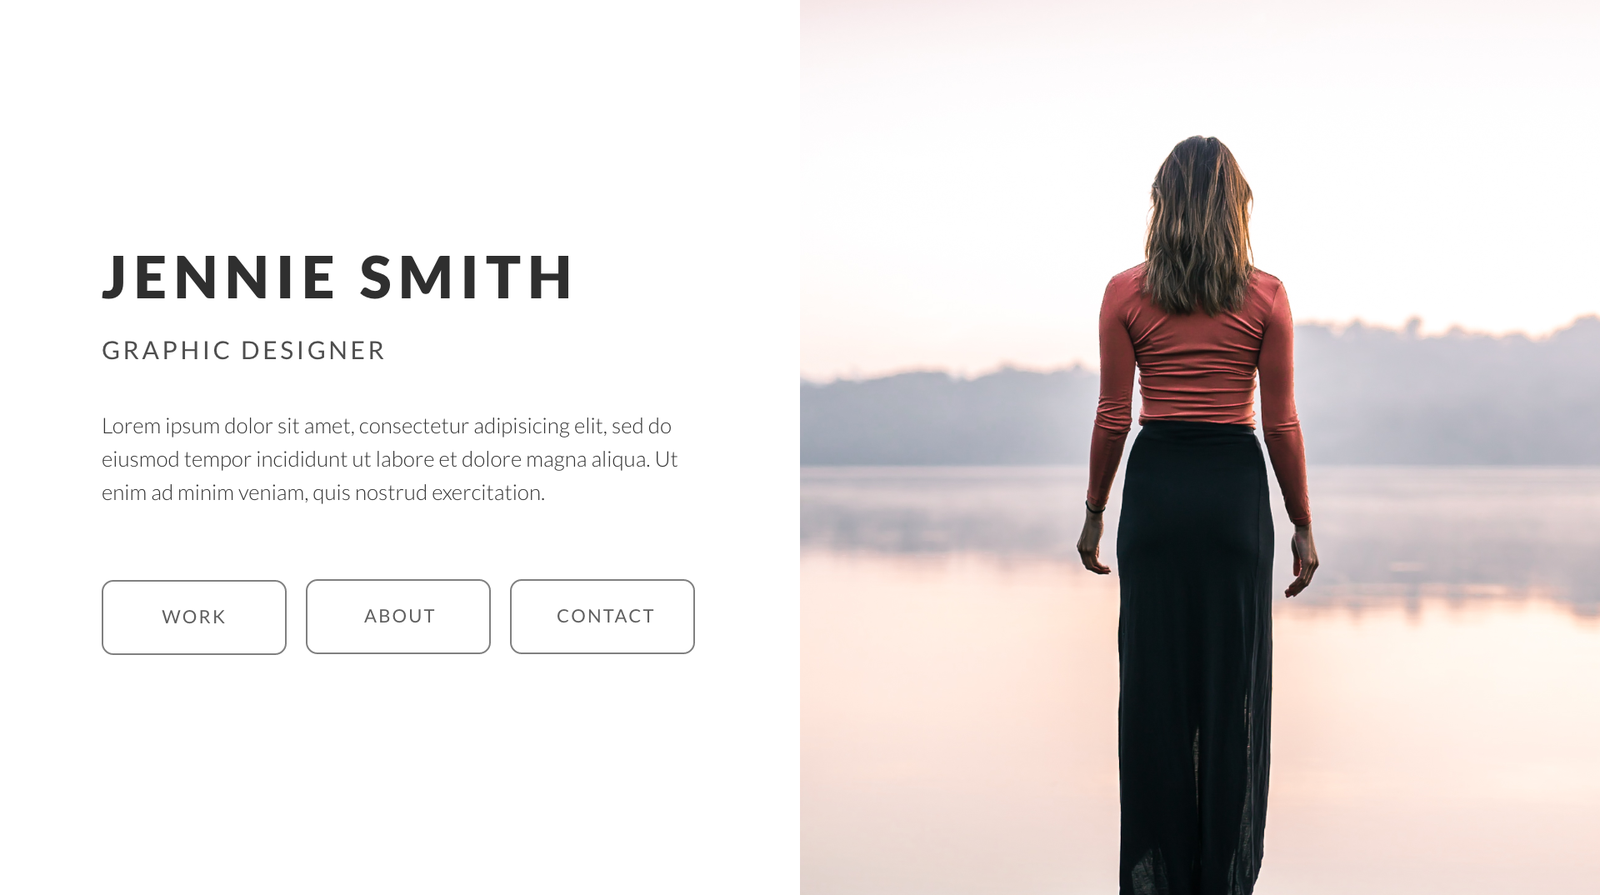 JENNIE SMITH
GRAPHIC DESIGNER
Lorem ipsum dolor sit amet, consectetur adipisicing elit, sed do
eiusmod tempor incididunt ut labore et dolore magna aliqua. Ut
enim ad minim veniam, quis nostrud exercitation.
WORK
ABOUT
CONTACT